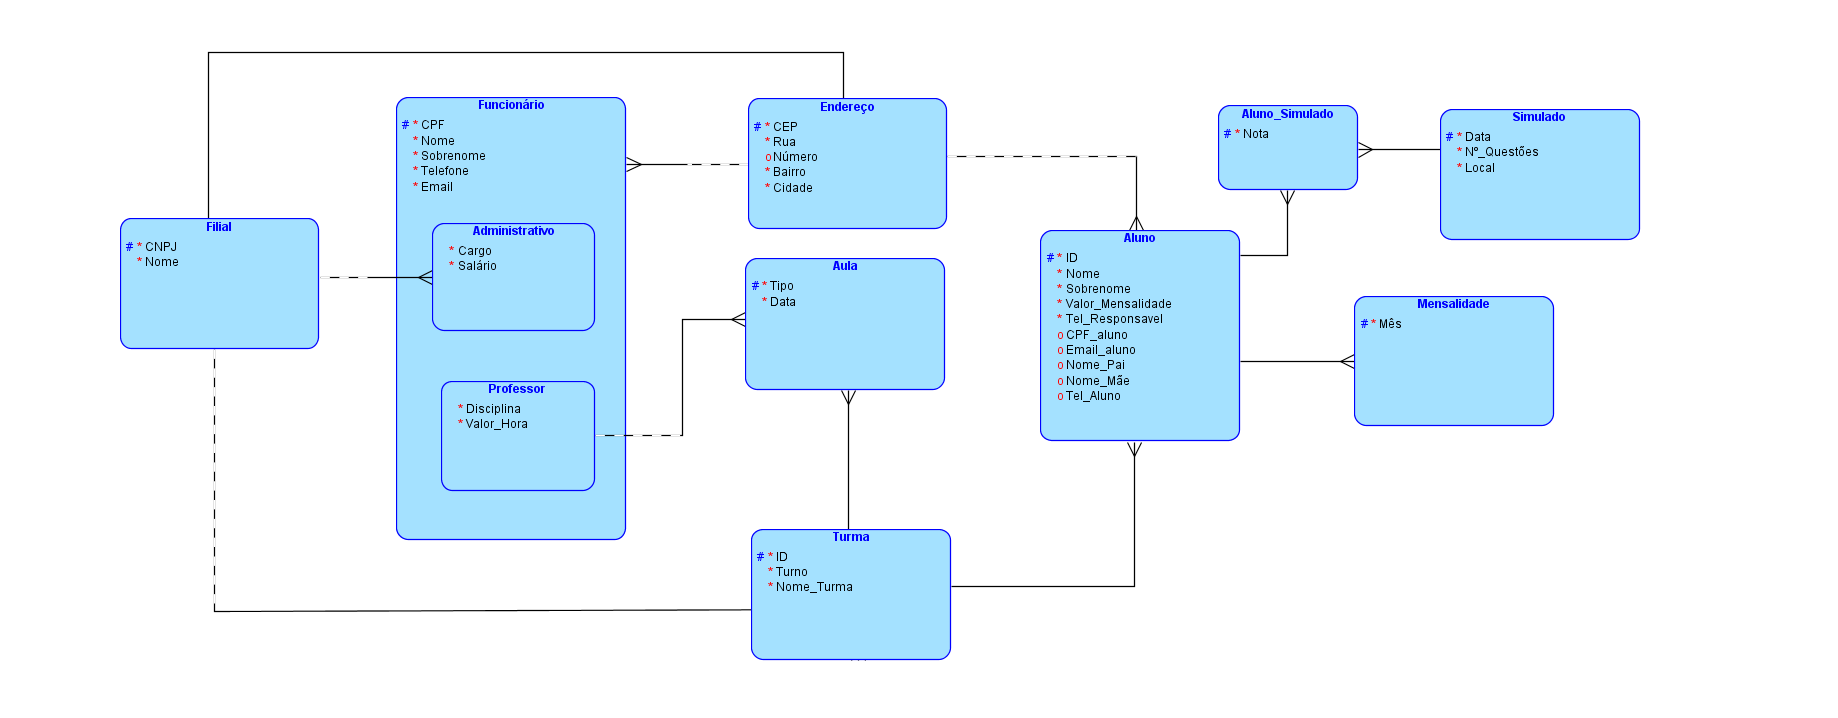 Funcionário
# * CPF
* Nome
* Sobrenome
* Telefone
* Email
Administrativo
* Cargo
* Salário
Professor
* Disciplina
* Valor_Hora
Filial
# * CNPJ
* Nome
Endereço
# * CEP
* Rua
o Número
* Bairro
* Cidade
Aula
# * Tipo
* Data
Turma
# * ID
* Turno
* Nome_Turma
Aluno
# * ID
* Nome
* Sobrenome
* Valor_Mensalidade
* Tel_Responsavel
o CPF_aluno
o Email_aluno
o Nome_Pai
o Nome_Mãe
o Tel_Aluno
Aluno_Simulado
# * Nota
Simulado
# * Data
* Nº_Questões
* Local
Mensalidade
# * Mês